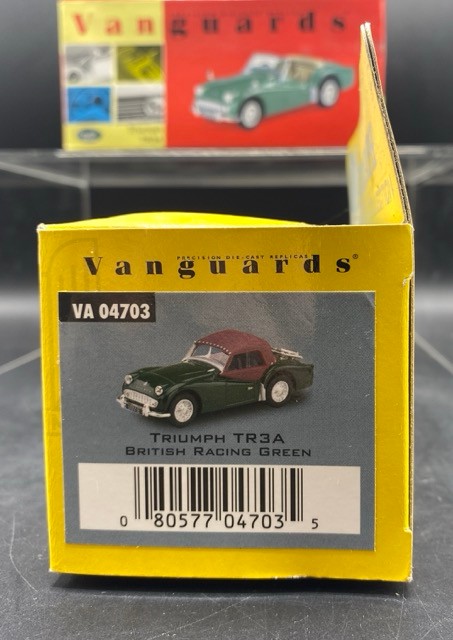 Vanguards
PRECISION DIE-CAST REPLICAS
Vanguards®
VA 04703
TRIUMPH TR3A
BRITISH RACING GREEN
0 80577 04703 5